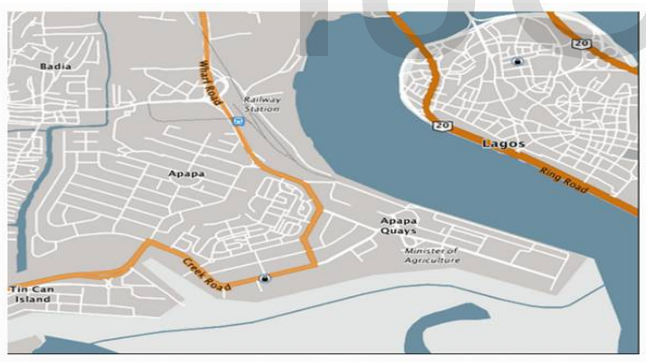 20
Badia
Wharf Road
Railway
Station
20
Lagos
Apapa
Ring Road
Apapa
Quays
Minister of
Agriculture
Creek Road
Tin Can
Island